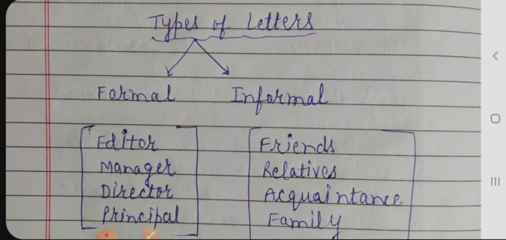 Types of Letters
Formal Informal
Editor Friends
Manager Relatives
Director Acquaintance
Principal Family